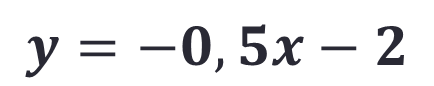 y = −0, 5x − 2